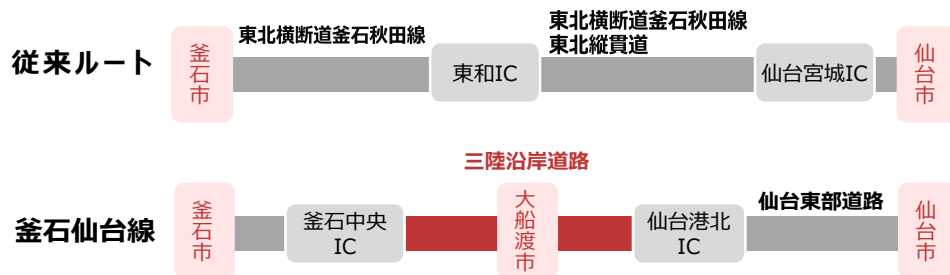 従来ルート
釜石市
東北横断道釜石秋田線
東和IC
東北横断道釜石秋田線
東北縦貫道
仙台宮城IC
仙台市
三陸沿岸道路
釜石仙台線
釜石市
釜石中央
IC
大船渡市
仙台港北
IC
仙台東部道路
仙台市